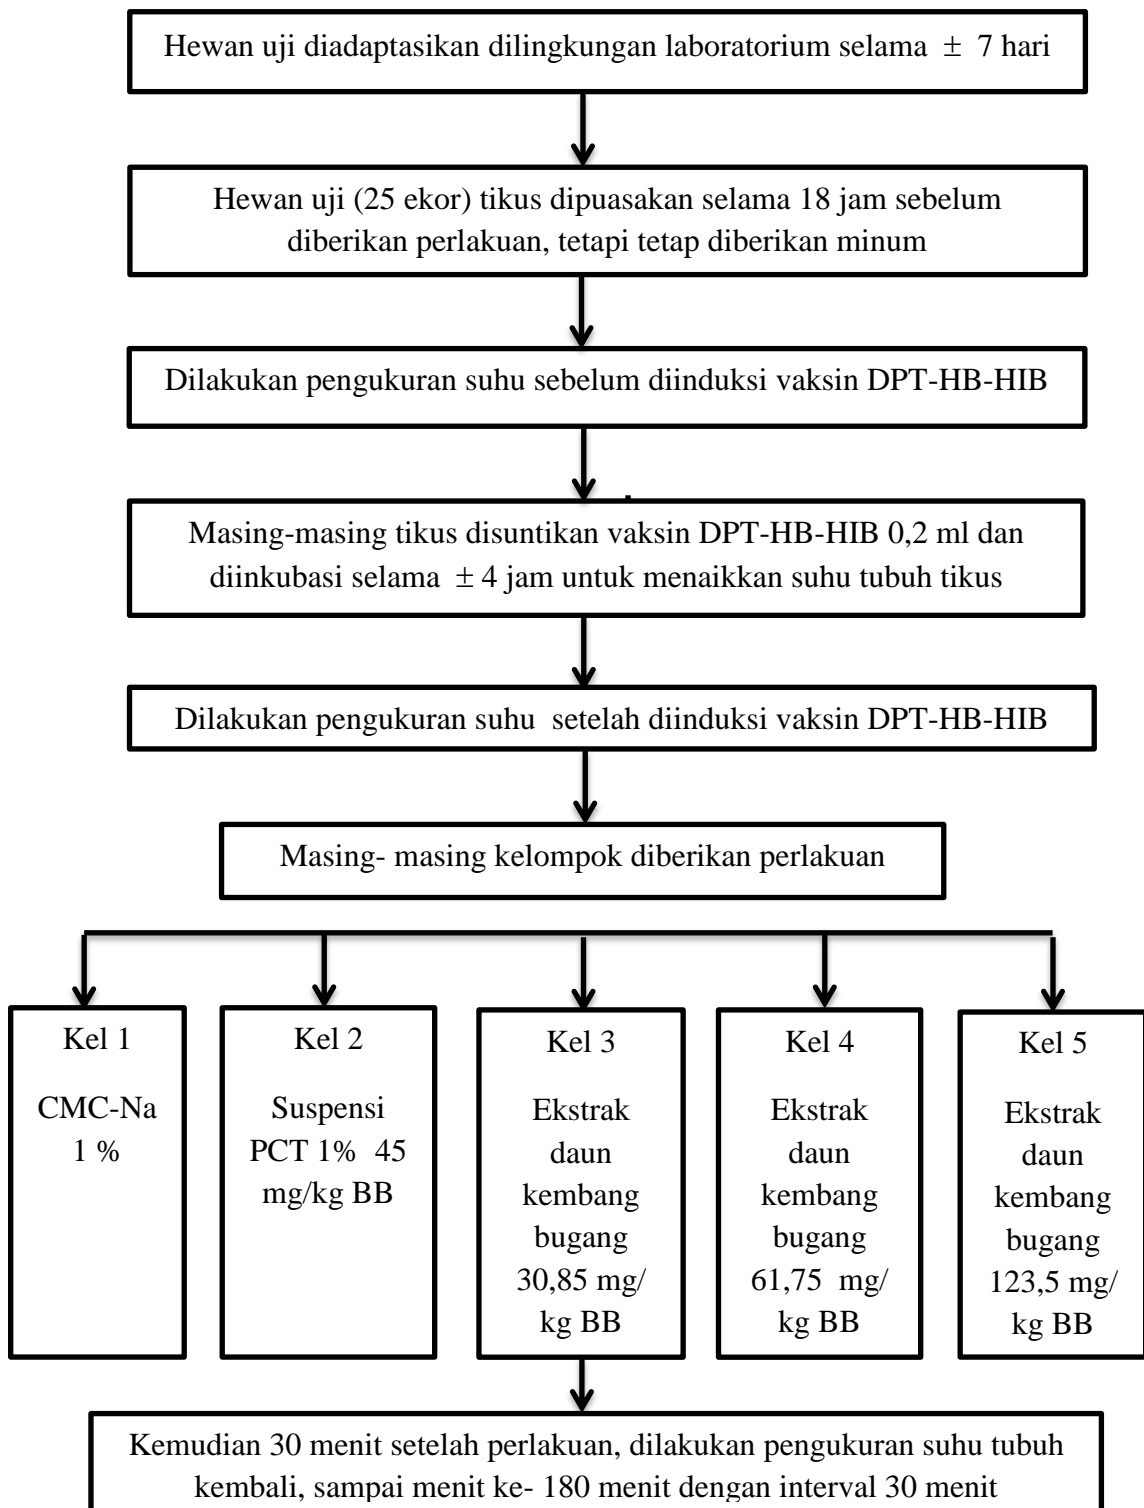 Hewan uji diadaptasikan dilingkungan laboratorium selama ± 7 hari
Hewan uji (25 ekor) tikus dipuasakan selama 18 jam sebelum
diberikan perlakuan, tetapi tetap diberikan minum
Dilakukan pengukuran suhu sebelum diinduksi vaksin DPT-HB-HIB
Masing-masing tikus disuntikan vaksin DPT-HB-HIB 0,2 ml dan
diinkubasi selama ± 4 jam untuk menaikkan suhu tubuh tikus
Dilakukan pengukuran suhu setelah diinduksi vaksin DPT-HB-HIB
Masing- masing kelompok diberikan perlakuan
Kel 1
CMC-Na
1 %
Kel 2
Suspensi
PCT 1% 45
mg/kg BB
Kel 3
Ekstrak
daun
kembang
bugang
30,85 mg/
kg BB
Kel 4
Ekstrak
daun
kembang
bugang
61,75 mg/
kg BB
Kel 5
Ekstrak
daun
kembang
bugang
123,5 mg/
kg BB
Kemudian 30 menit setelah perlakuan, dilakukan pengukuran suhu tubuh
kembali, sampai menit ke- 180 menit dengan interval 30 menit